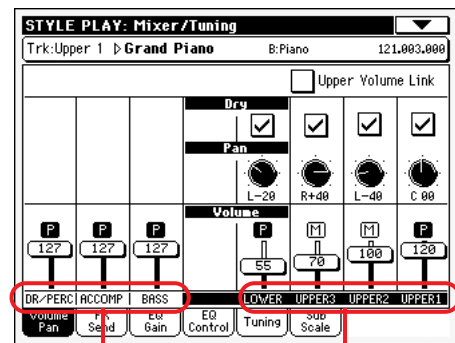 STYLE PLAY: Mixer/Tuning
Trk:Upper 1 Grand Piano B:Piano 121.003.000
Upper Volume Link
Dry
Pan
L-20 R+40 L-40 C 00
Volume
P P P P M M P
127 127 127 55 70 100 120
DR/PERC ACCOMP BASS LOWER UPPER3 UPPER2 UPPER1
Volume Pan FX Send EQ Gain EQ Control Tuning Sub Scale